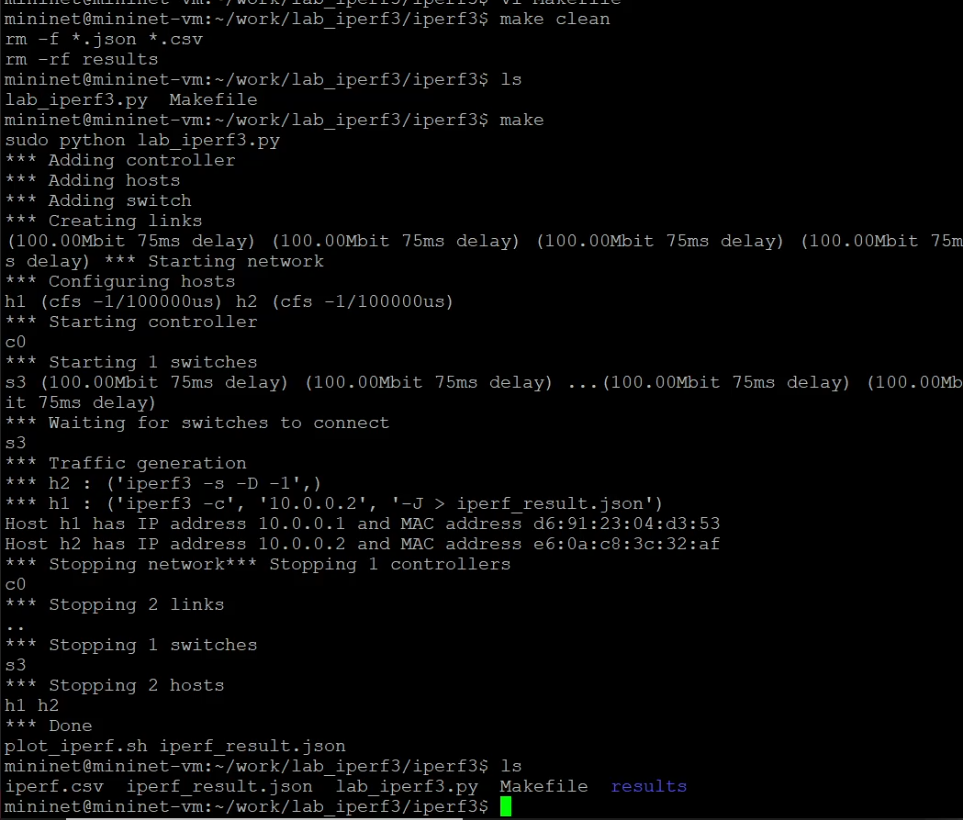 mininet@mininet-vm:~/work/lab_iperf3/iperf3$ vi Makefile
mininet@mininet-vm:~/work/lab_iperf3/iperf3$ make clean
rm -f *.json *.csv
rm -rf results
mininet@mininet-vm:~/work/lab_iperf3/iperf3$ ls
lab_iperf3.py  Makefile
mininet@mininet-vm:~/work/lab_iperf3/iperf3$ make
sudo python lab_iperf3.py
*** Adding controller
*** Adding hosts
*** Adding switch
*** Creating links
(100.00Mbit 75ms delay) (100.00Mbit 75ms delay) (100.00Mbit 75ms delay) (100.00Mbit 75m
s delay) *** Starting network
*** Configuring hosts
h1 (cfs -1/100000us) h2 (cfs -1/100000us)
*** Starting controller
c0
*** Starting 1 switches
s3 (100.00Mbit 75ms delay) (100.00Mbit 75ms delay) ...(100.00Mbit 75ms delay) (100.00Mb
it 75ms delay)
*** Waiting for switches to connect
s3
*** Traffic generation
*** h2 : ('iperf3 -s -D -1',)
*** h1 : ('iperf3 -c', '10.0.0.2', '-J > iperf_result.json')
Host h1 has IP address 10.0.0.1 and MAC address d6:91:23:04:d3:53
Host h2 has IP address 10.0.0.2 and MAC address e6:0a:c8:3c:32:af
*** Stopping network*** Stopping 1 controllers
c0
*** Stopping 2 links
..
*** Stopping 1 switches
s3
*** Stopping 2 hosts
h1 h2
*** Done
plot_iperf.sh iperf_result.json
mininet@mininet-vm:~/work/lab_iperf3/iperf3$ ls
iperf.csv  iperf_result.json  lab_iperf3.py  Makefile  results
mininet@mininet-vm:~/work/lab_iperf3/iperf3$